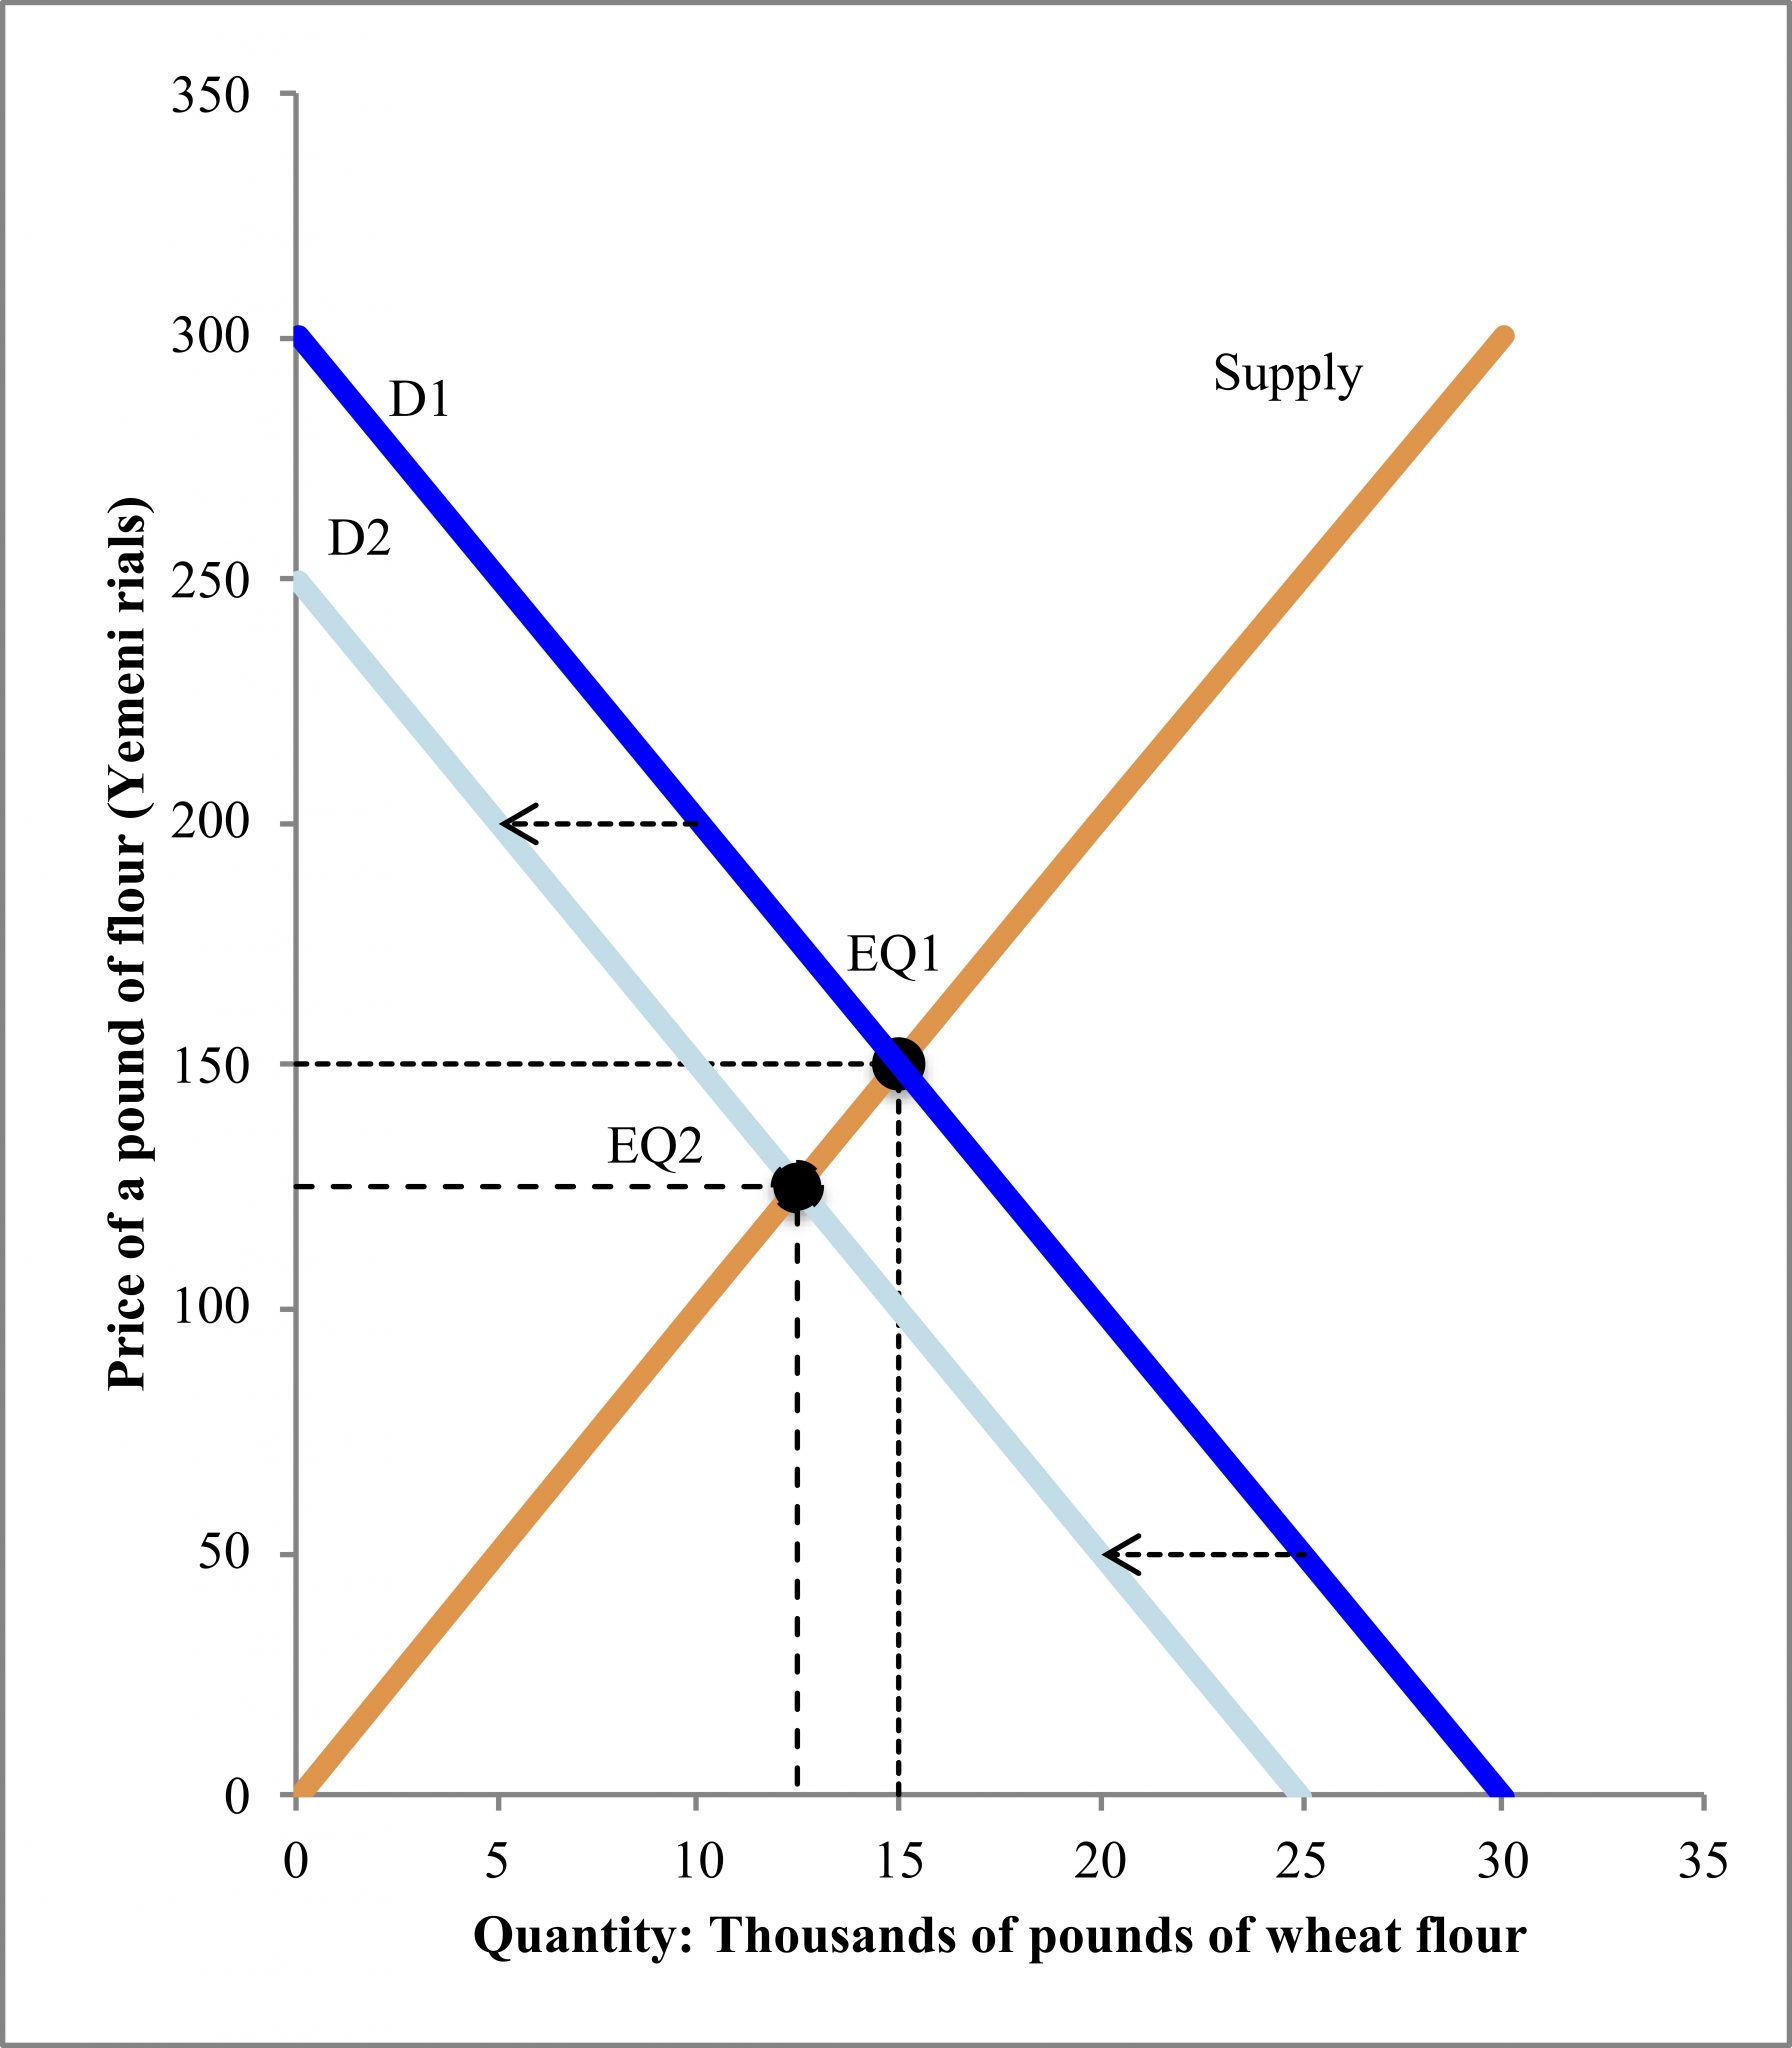 350
300
250
200
150
100
50
0
Price of a pound of flour (Yemeni rials)
D1
D2
Supply
EQ1
EQ2
0 5 10 15 20 25 30 35
Quantity: Thousands of pounds of wheat flour